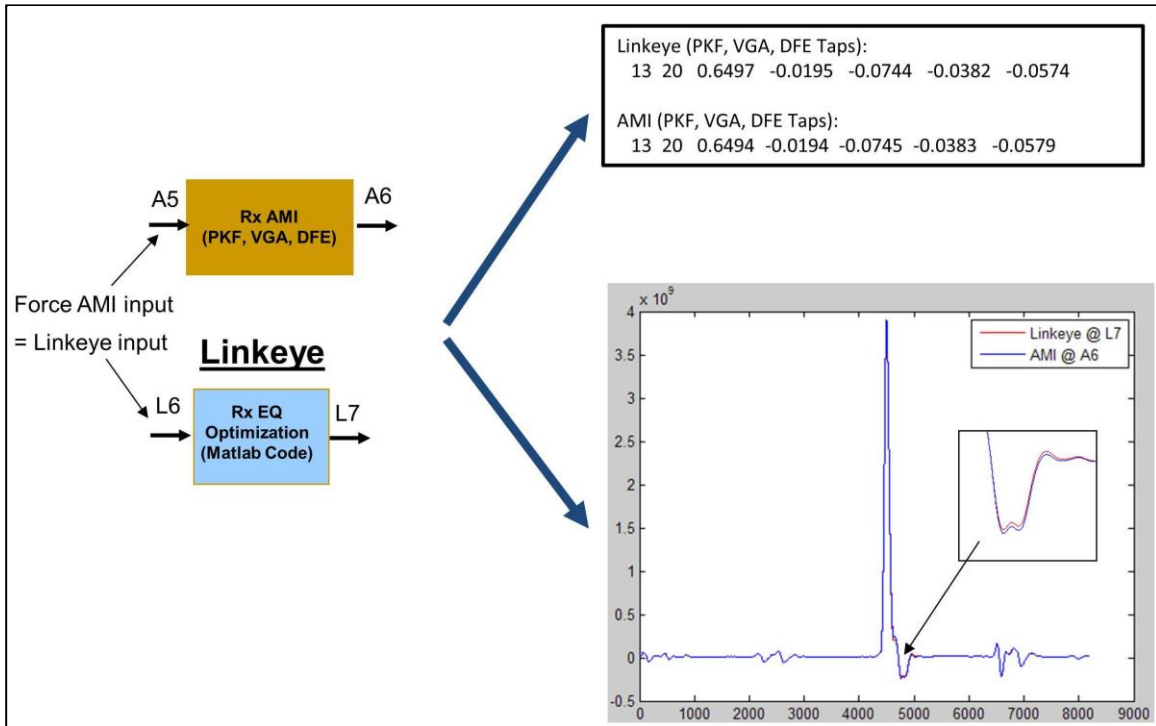 Linkeye (PKF, VGA, DFE Taps):
13 20 0.6497 -0.0195 -0.0744 -0.0382 -0.0574
AMI (PKF, VGA, DFE Taps):
13 20 0.6494 -0.0194 -0.0745 -0.0383 -0.0579
A5
A6
Rx AMI
(PKF, VGA, DFE)
Force AMI input
= Linkeye input
Linkeye
L6
L7
Rx EQ
Optimization
(Matlab Code)
x 10^9
4
3.5
3
2.5
2
1.5
1
0.5
0
-0.5
0 1000 2000 3000 4000 5000 6000 7000 8000 9000
Linkeye @ L7
AMI @ A6